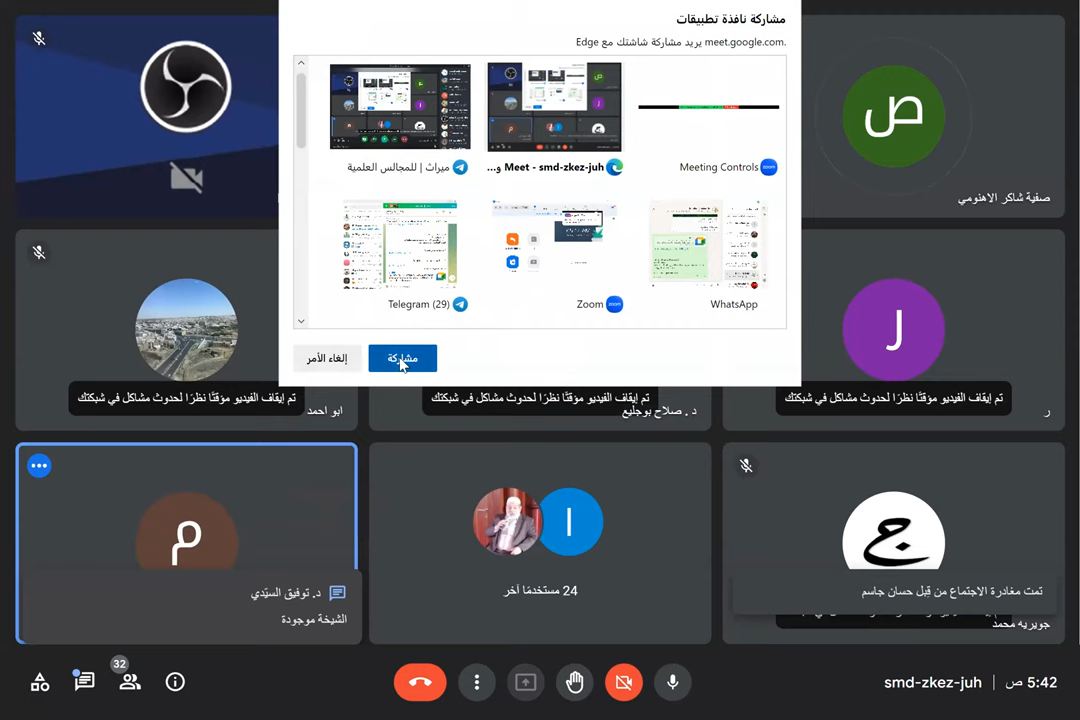 مشاركة نافذة تطبيقات
meet.google.com. يريد مشاركة شاشتك مع Edge
Meeting Controls
Meet - smd-zkez-juh و...
ميراث | للمجالس العلمية
WhatsApp
Zoom
Telegram (29)
مشاركة
إلغاء الأمر
ص
صفية شاكر الاهنومي
ر
تم إيقاف الفيديو مؤقتًا نظرًا لحدوث مشاكل في شبكتك
ر
تم إيقاف الفيديو مؤقتًا نظرًا لحدوث مشاكل في شبكتك
د. صلاح بوجليع
تم إيقاف الفيديو مؤقتًا نظرًا لحدوث مشاكل في شبكتك
ابو احمد
ج
تمت مغادرة الاجتماع من قِبل حسان جاسم
جويريه محمد
ا
24 مستخدمًا آخر
م
د. توفيق السيّدي
الشيخة موجودة
32
smd-zkez-juh | 5:42 ص